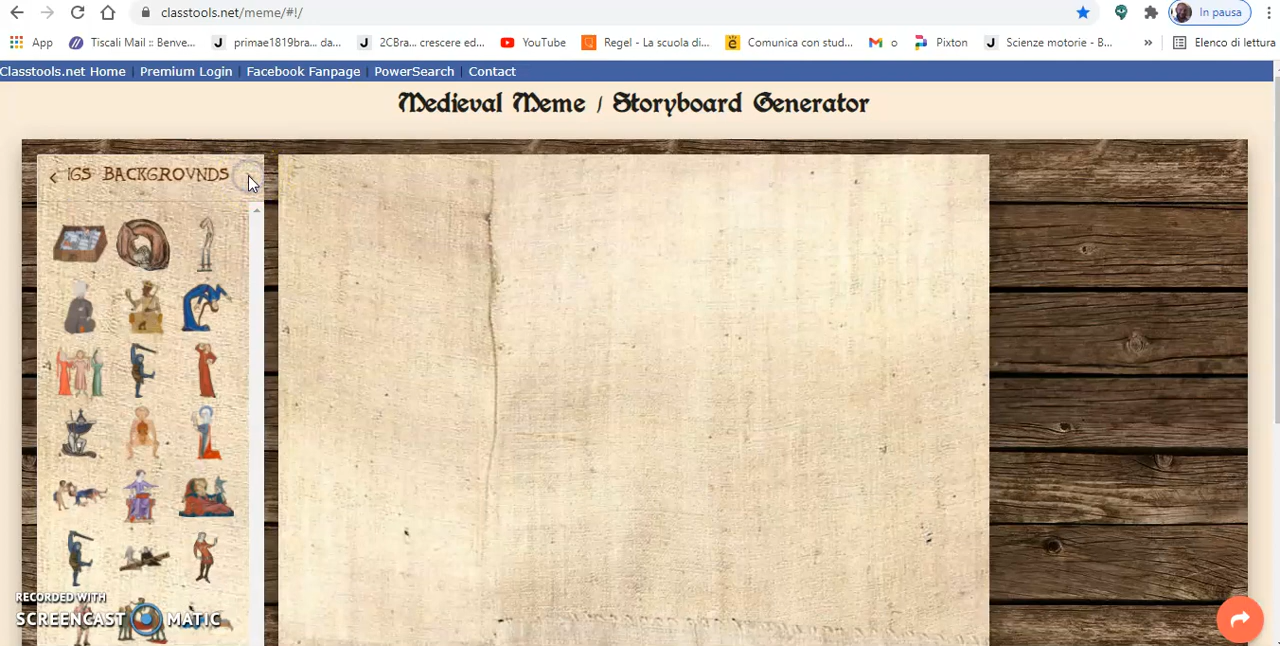 classtools.net/meme/#!/
In pausa
App
Tiscali Mail :: Benve...
primae1819bra... da...
2CBra... crescere ed...
YouTube
Regel - La scuola di...
Comunica con stud...
o
Pixton
Scienze motorie - B...
»
Elenco di lettura
Classtools.net Home | Premium Login | Facebook Fanpage | PowerSearch | Contact
Medieval Meme / Storyboard Generator
IGS BACKGROVNDS
RECORDED WITH
SCREENCAST MATIC